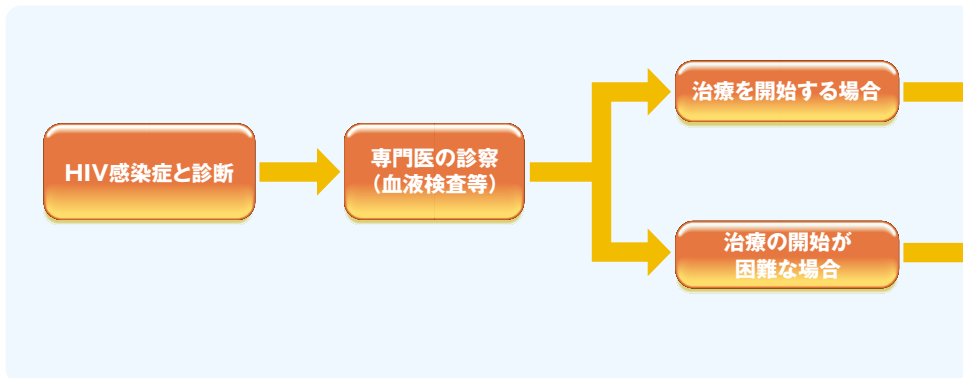 HIV感染症と診断
専門医の診察
（血液検査等）
治療を開始する場合
治療の開始が
困難な場合